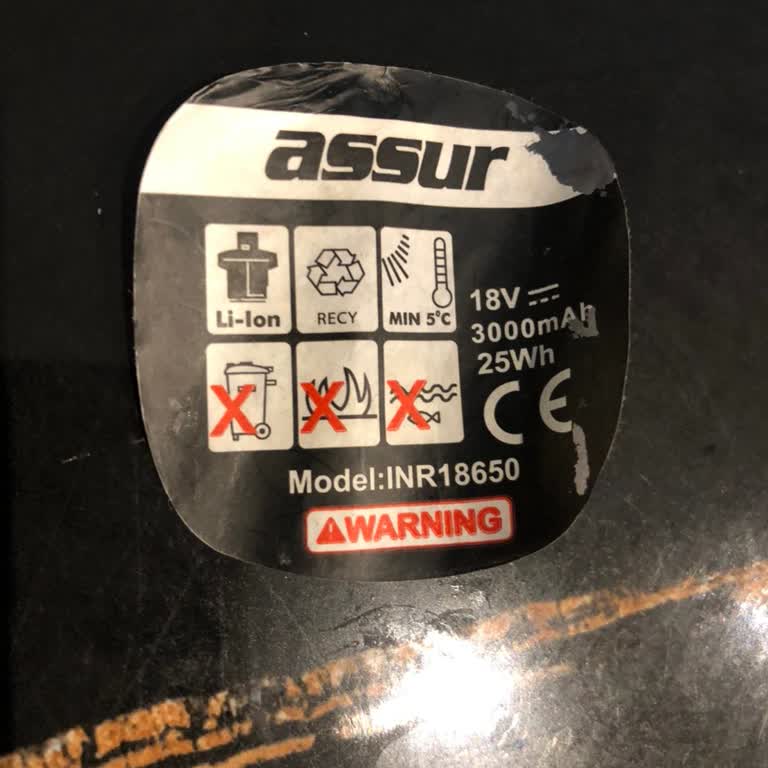 assur
Li-Ion
RECY
MIN 5°C
18V
3000mAh
25Wh
CE
Model:INR18650
WARNING